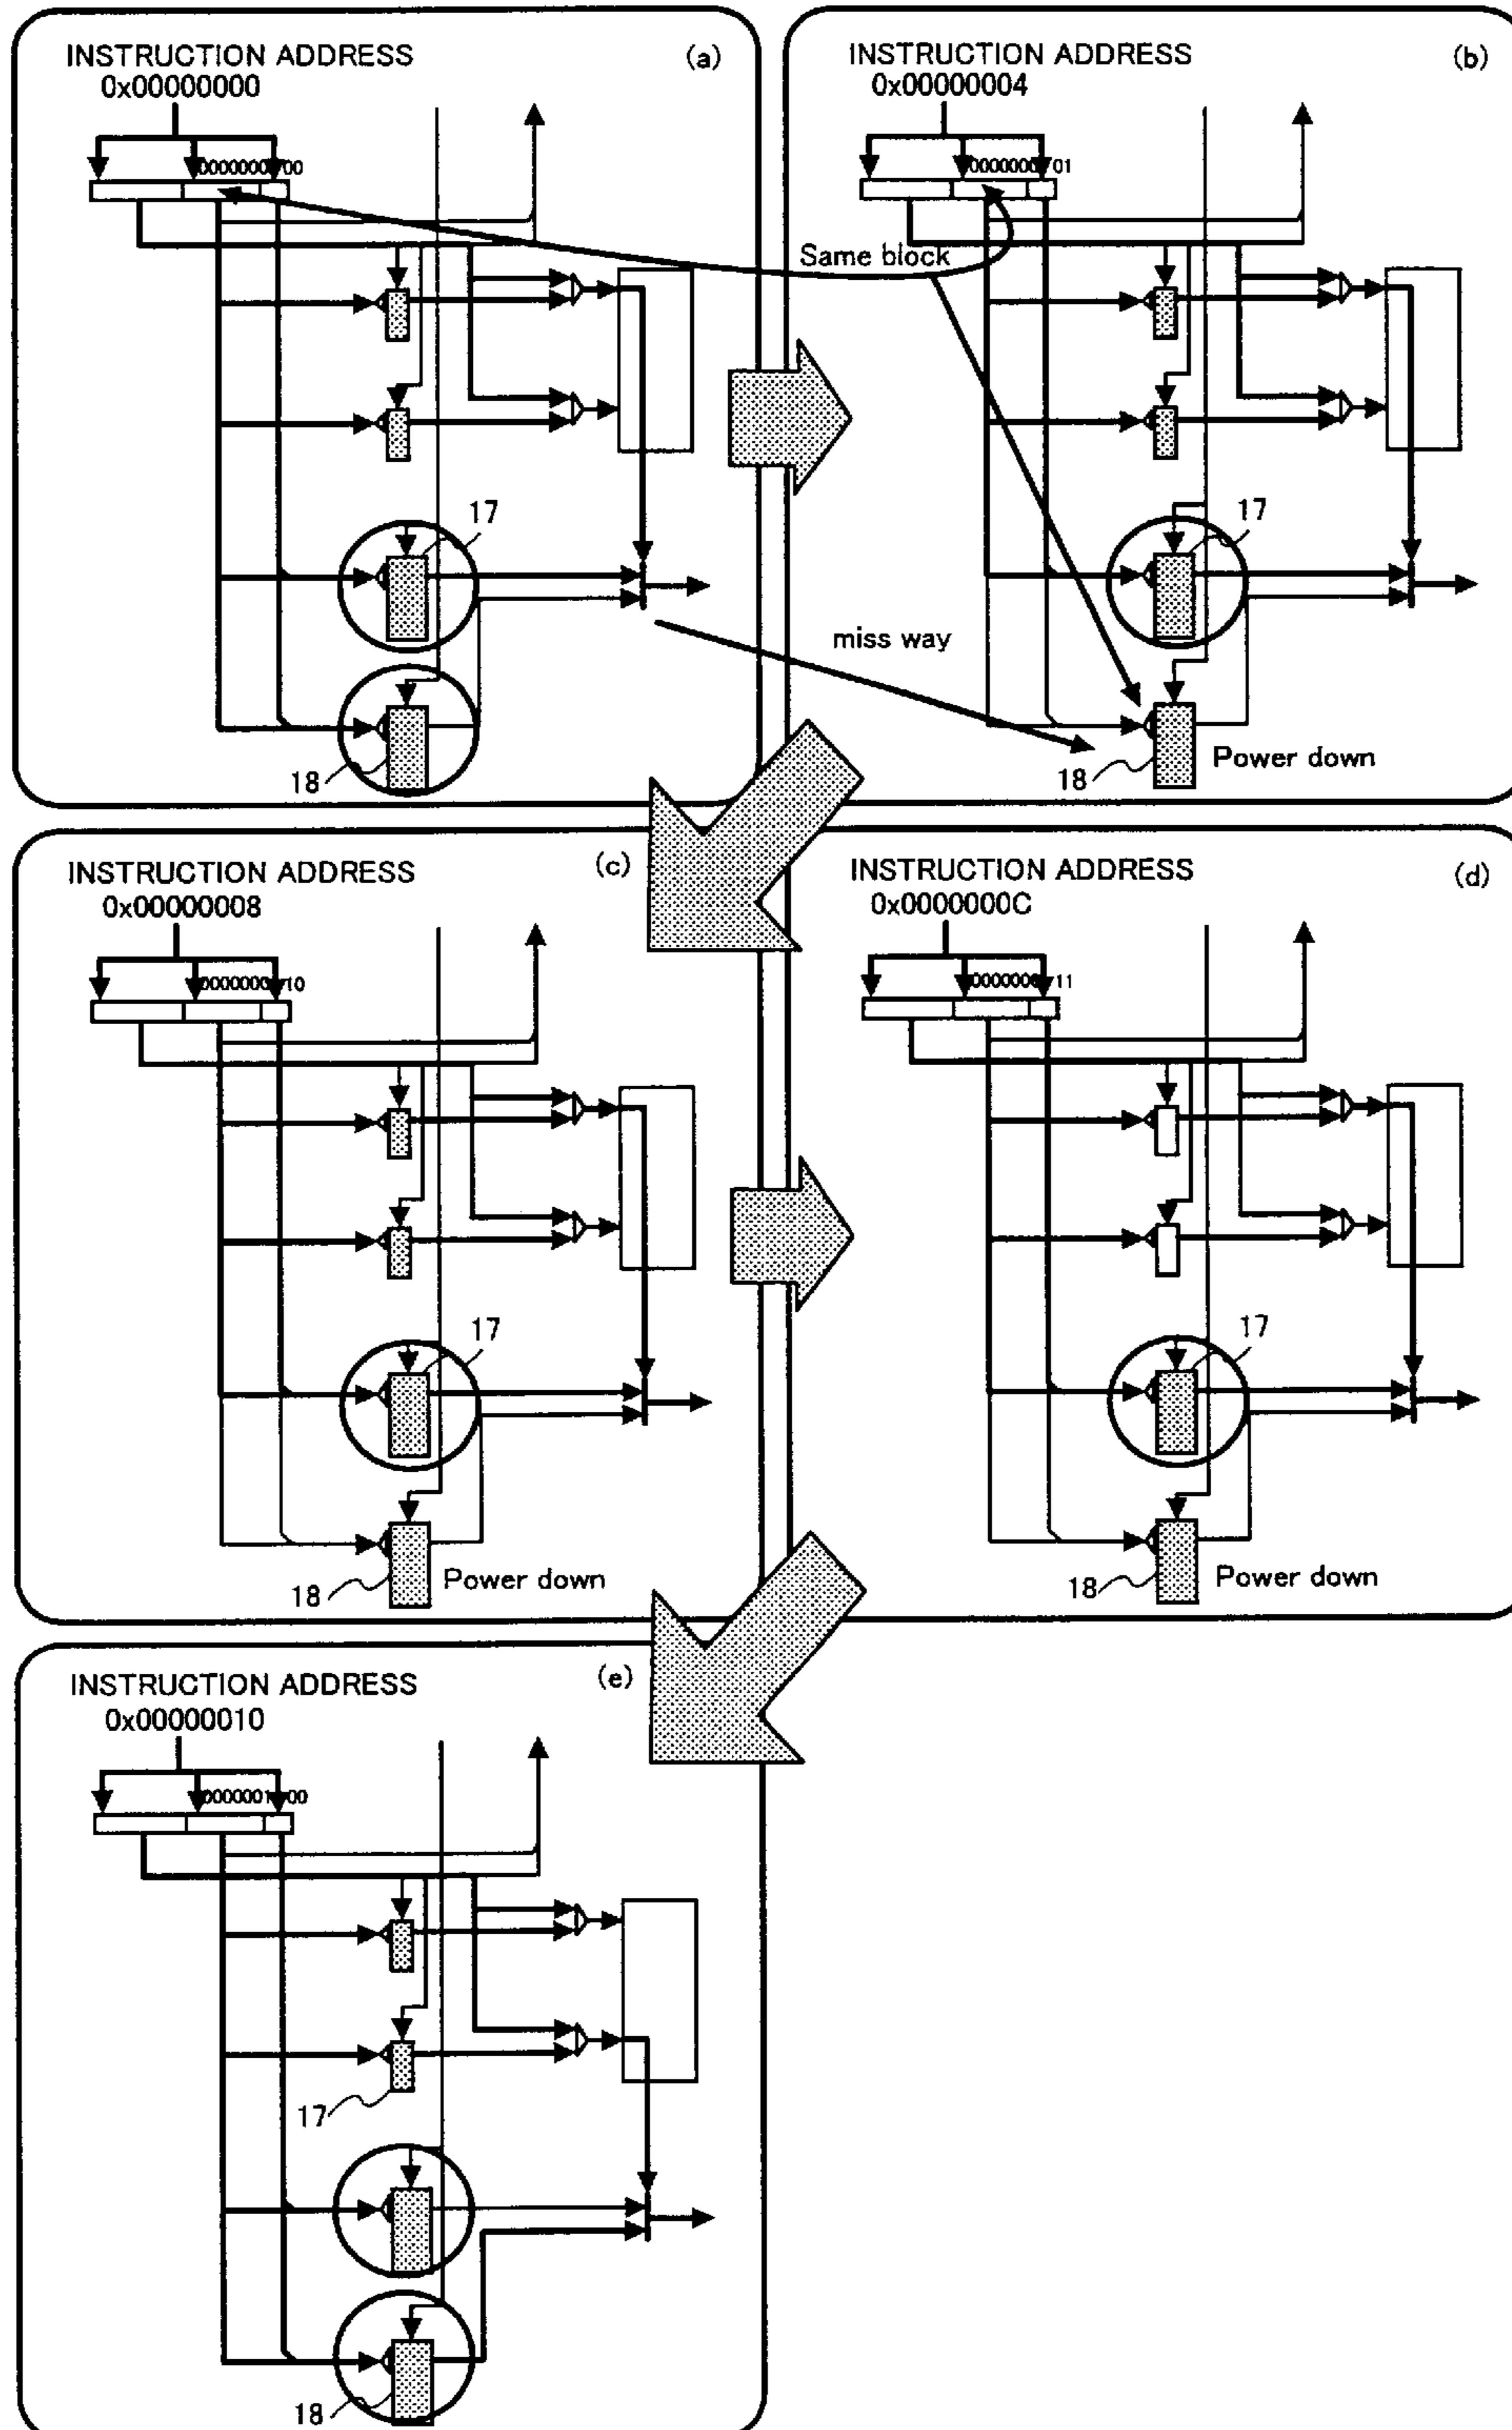 INSTRUCTION ADDRESS
(a)
0x00000000
00
17
18
INSTRUCTION ADDRESS
(b)
0x00000004
01
Same block
17
miss way
18
Power down
INSTRUCTION ADDRESS
(c)
0x00000008
10
17
18
Power down
INSTRUCTION ADDRESS
(d)
0x0000000C
11
17
18
Power down
INSTRUCTION ADDRESS
(e)
0x00000010
00
17
18